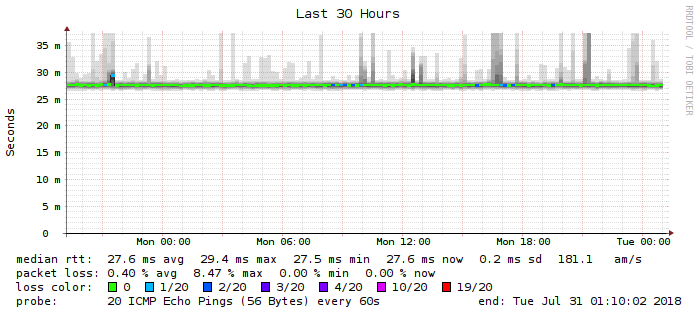 Last 30 Hours
RRDTOOL / TOBI OETIKER
Seconds
35 m
30 m
25 m
20 m
15 m
10 m
5 m
0
Mon 00:00 Mon 06:00 Mon 12:00 Mon 18:00 Tue 00:00
median rtt: 27.6 ms avg 29.4 ms max 27.5 ms min 27.6 ms now 0.2 ms sd 181.1 am/s
packet loss: 0.40 % avg 8.47 % max 0.00 % min 0.00 % now
loss color: 0 1/20 2/20 3/20 4/20 10/20 19/20
probe: 20 ICMP Echo Pings (56 Bytes) every 60s end: Tue Jul 31 01:10:02 2018